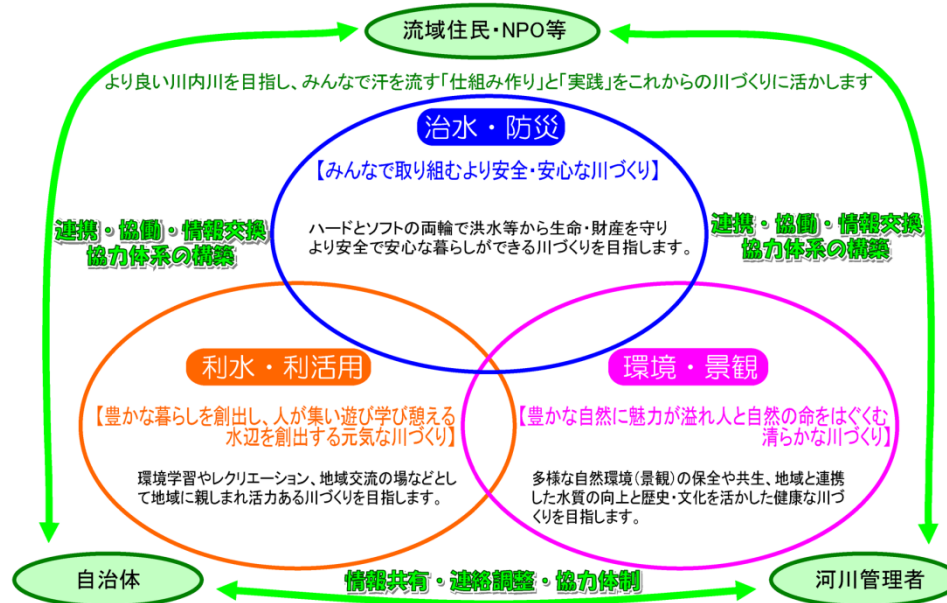 流域住民・NPO等
より良い川内川を目指し、みんなで汗を流す「仕組み作り」と「実践」をこれからの川づくりに活かします
治水・防災
【みんなで取り組むより安全・安心な川づくり】
ハードとソフトの両輪で洪水等から生命・財産を守り
より安全で安心な暮らしができる川づくりを目指します。
連携・協働・情報交換
協力体系の構築
連携・協働・情報交換
協力体系の構築
利水・利活用
【豊かな暮らしを創出し、人が集い遊び学び憩える
水辺を創出する元気な川づくり】
環境学習やレクリエーション、地域交流の場などとし
て地域に親しまれ活力ある川づくりを目指します。
環境・景観
【豊かな自然に魅力が溢れ人と自然の命をはぐくむ
清らかな川づくり】
多様な自然環境(景観)の保全や共生、地域と連携
した水質の向上と歴史・文化を活かした健康な川づ
くりを目指します。
自治体
情報共有・連絡調整・協力体制
河川管理者